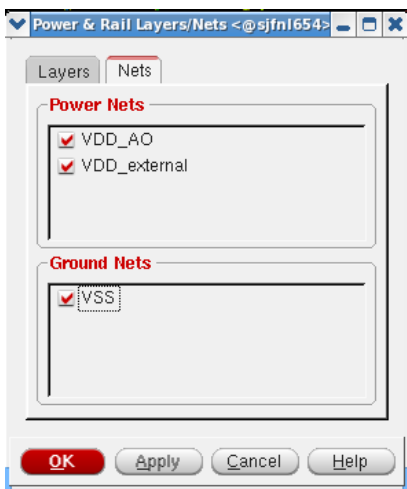 Power & Rail Layers/Nets <@sjfnl654>
Layers Nets
Power Nets
VDD_AO
VDD_external
Ground Nets
VSS
OK Apply Cancel Help